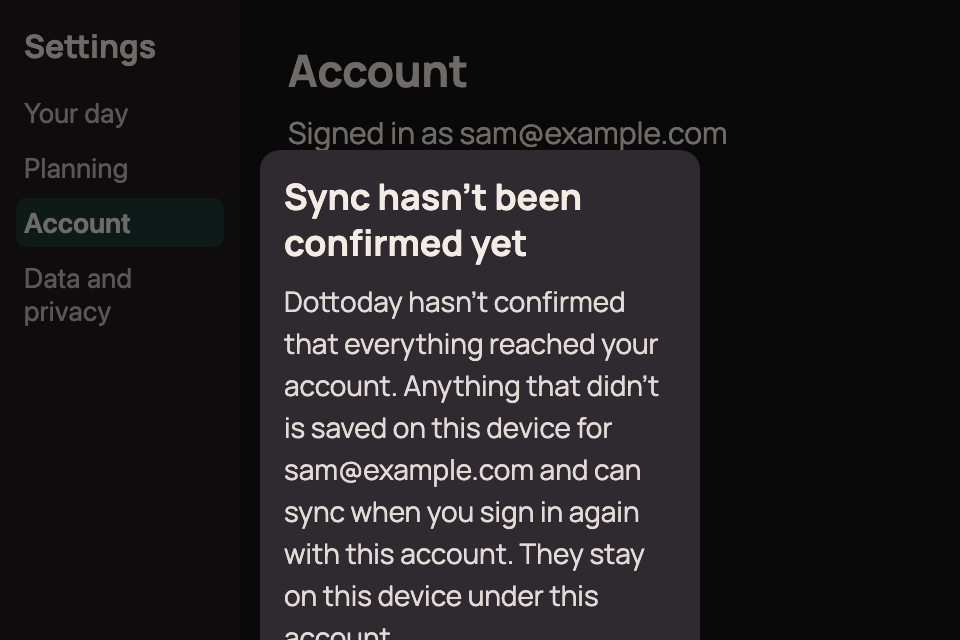 Settings
Your day
Planning
Account
Data and
privacy
Account
Signed in as sam@example.com
Sync hasn’t been
confirmed yet
Dottoday hasn’t confirmed
that everything reached your
account. Anything that didn’t
is saved on this device for
sam@example.com and can
sync when you sign in again
with this account. They stay
on this device under this
account.